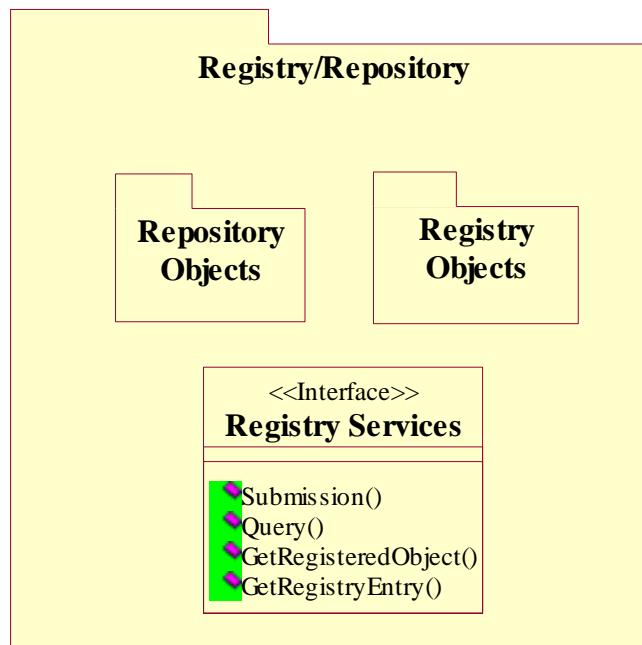 Registry/Repository
Repository
Objects
Registry
Objects
<<Interface>>
Registry Services
Submission()
Query()
GetRegisteredObject()
GetRegistryEntry()